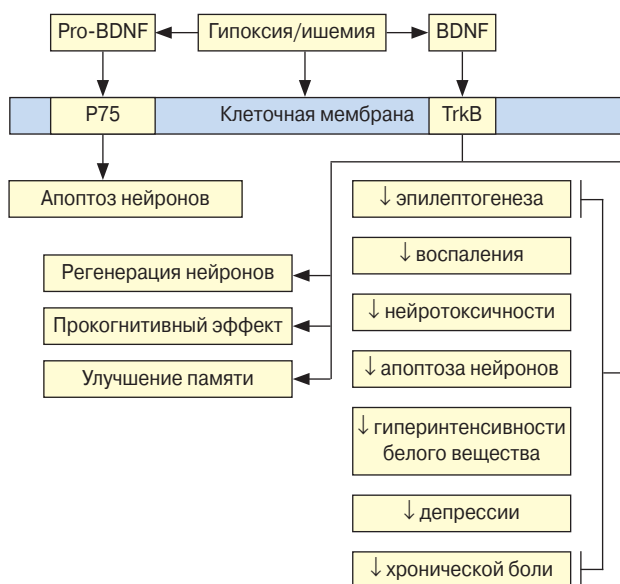 Pro-BDNF
Гипоксия/ишемия
BDNF
P75
Клеточная мембрана
TrkB
Апоптоз нейронов
↓ эпилептогенеза
↓ воспаления
Регенерация нейронов
↓ нейротоксичности
Прокогнитивный эффект
↓ апоптоза нейронов
Улучшение памяти
↓ гиперинтенсивности
белого вещества
↓ депрессии
↓ хронической боли